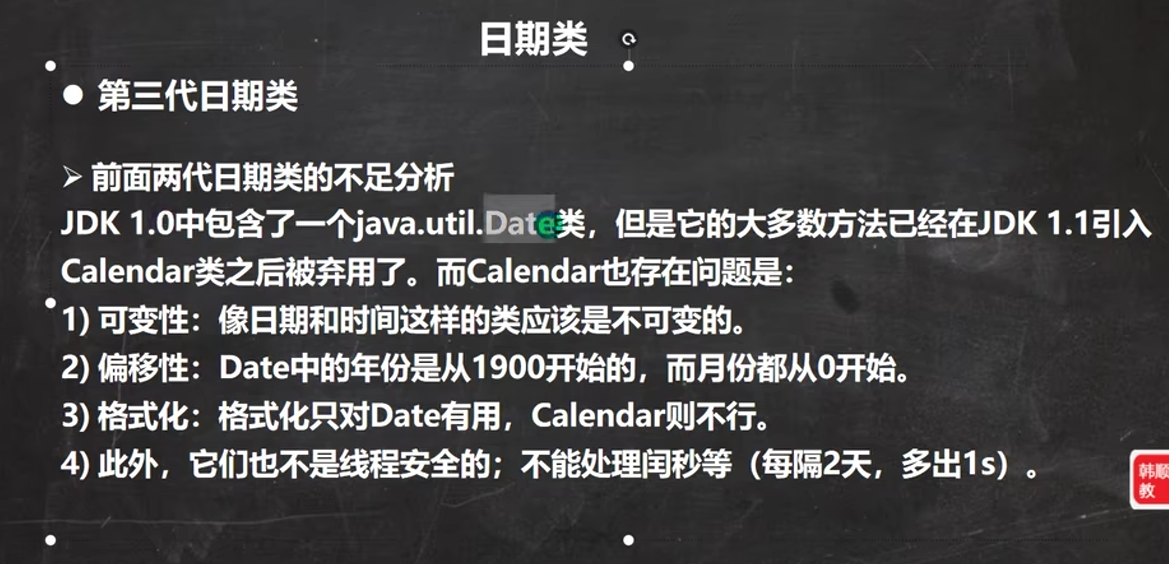 日期类
● 第三代日期类
➢ 前面两代日期类的不足分析
JDK 1.0中包含了一个java.util.Date类，但是它的大多数方法已经在JDK 1.1引入
Calendar类之后被弃用了。而Calendar也存在问题是：
1) 可变性：像日期和时间这样的类应该是不可变的。
2) 偏移性：Date中的年份是从1900开始的，而月份都从0开始。
3) 格式化：格式化只对Date有用，Calendar则不行。
4) 此外，它们也不是线程安全的；不能处理闰秒等（每隔2天，多出1s）。
韩顺
教